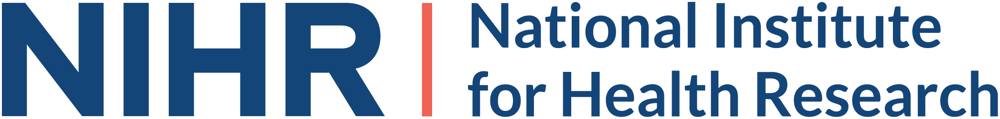 NIHR
National Institute
for Health Research